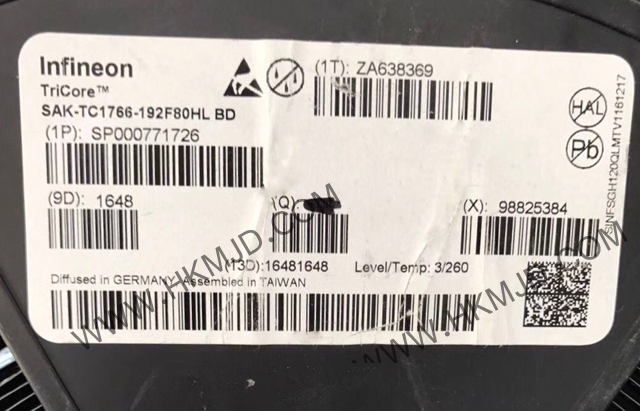 Infineon
TriCore™
SAK-TC1766-192F80HL BD
(1P): SP000771726
(1T): ZA638369
HAL
Pb
(9D): 1648
(Q):
(X): 98825384
(13D):16481648
Level/Temp: 3/260
Diffused in GERMANY Assembled in TAIWAN
WWW.HKMJD.COM
WWW.HKMJD.COM